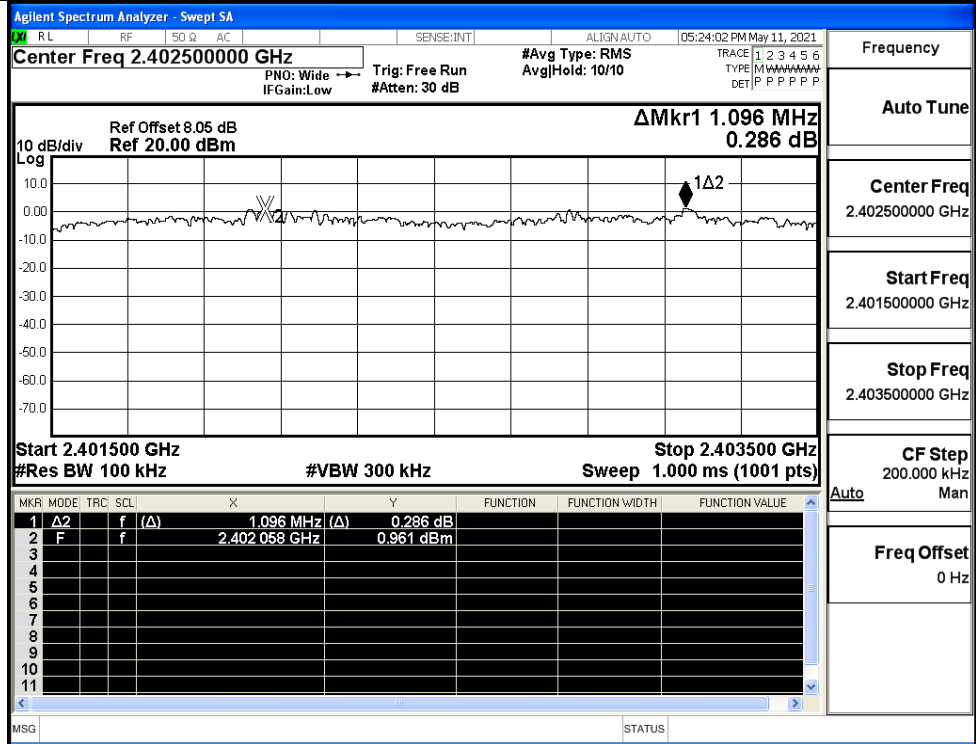 Agilent Spectrum Analyzer - Swept SA
LXI RL RF 50 Ω AC SENSE:INT ALIGNAUTO 05:24:02 PM May 11, 2021
Center Freq 2.402500000 GHz
#Avg Type: RMS
TRACE 1 2 3 4 5 6
PNO: Wide Trig: Free Run Avg|Hold: 10/10
TYPE M WWWWW
IFGain:Low #Atten: 30 dB
DET P P P P P P
ΔMkr1 1.096 MHz
0.286 dB
Ref Offset 8.05 dB
10 dB/div Ref 20.00 dBm
Log
10.0
0.00
-10.0
-20.0
-30.0
-40.0
-50.0
-60.0
-70.0
1Δ2
2
Start 2.401500 GHz Stop 2.403500 GHz
#Res BW 100 kHz #VBW 300 kHz Sweep 1.000 ms (1001 pts)
MKR MODE TRC SCL X Y FUNCTION FUNCTION WIDTH FUNCTION VALUE
1 Δ2 f (Δ) 1.096 MHz (Δ) 0.286 dB
2 F f 2.402 058 GHz 0.961 dBm
3
4
5
6
7
8
9
10
11
MSG STATUS
Frequency
Auto Tune
Center Freq
2.402500000 GHz
Start Freq
2.401500000 GHz
Stop Freq
2.403500000 GHz
CF Step
200.000 kHz
Auto Man
Freq Offset
0 Hz